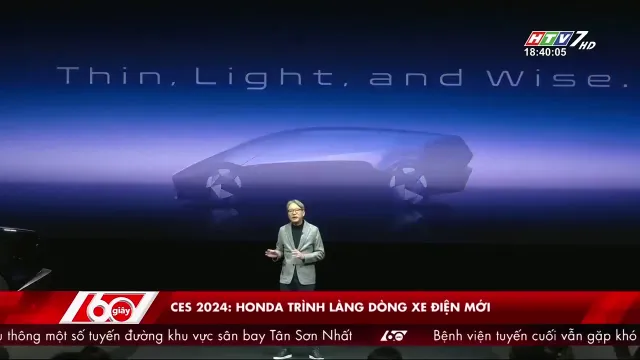 HTV7 HD
18:40:05
Thin, Light, and Wise.
60 giây
CES 2024: HONDA TRÌNH LÀNG DÒNG XE ĐIỆN MỚI
thông một số tuyến đường khu vực sân bay Tân Sơn Nhất 60 Bệnh viện tuyến cuối vẫn gặp khó